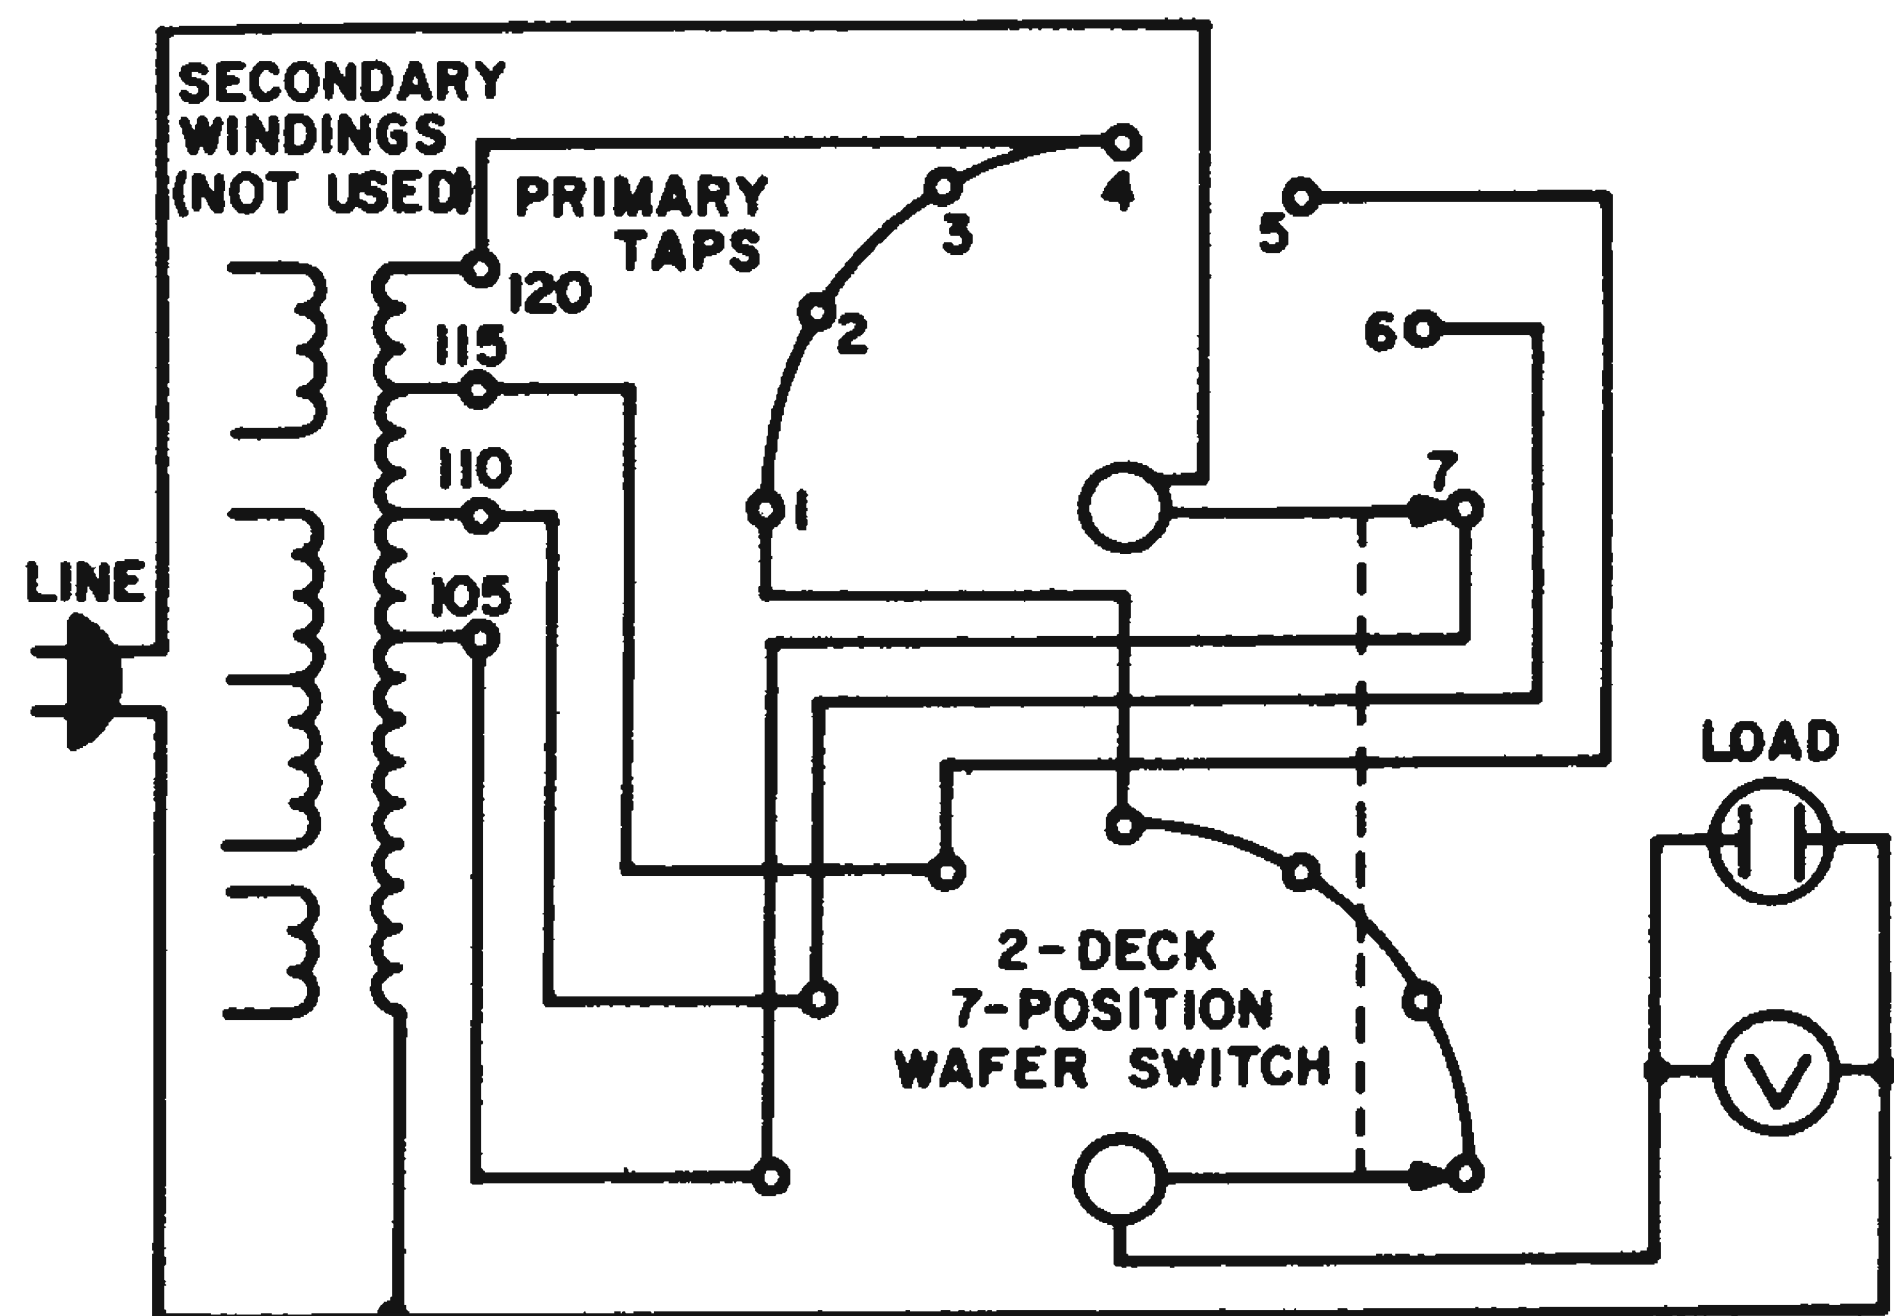 SECONDARY
WINDINGS
(NOT USED)
PRIMARY
TAPS
120
115
110
105
LINE
1
2
3
4
5
6
7
2-DECK
7-POSITION
WAFER SWITCH
LOAD
V